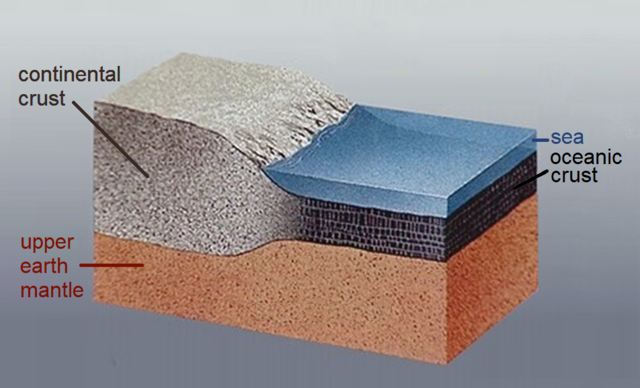 continental
crust
sea
oceanic
crust
upper
earth
mantle